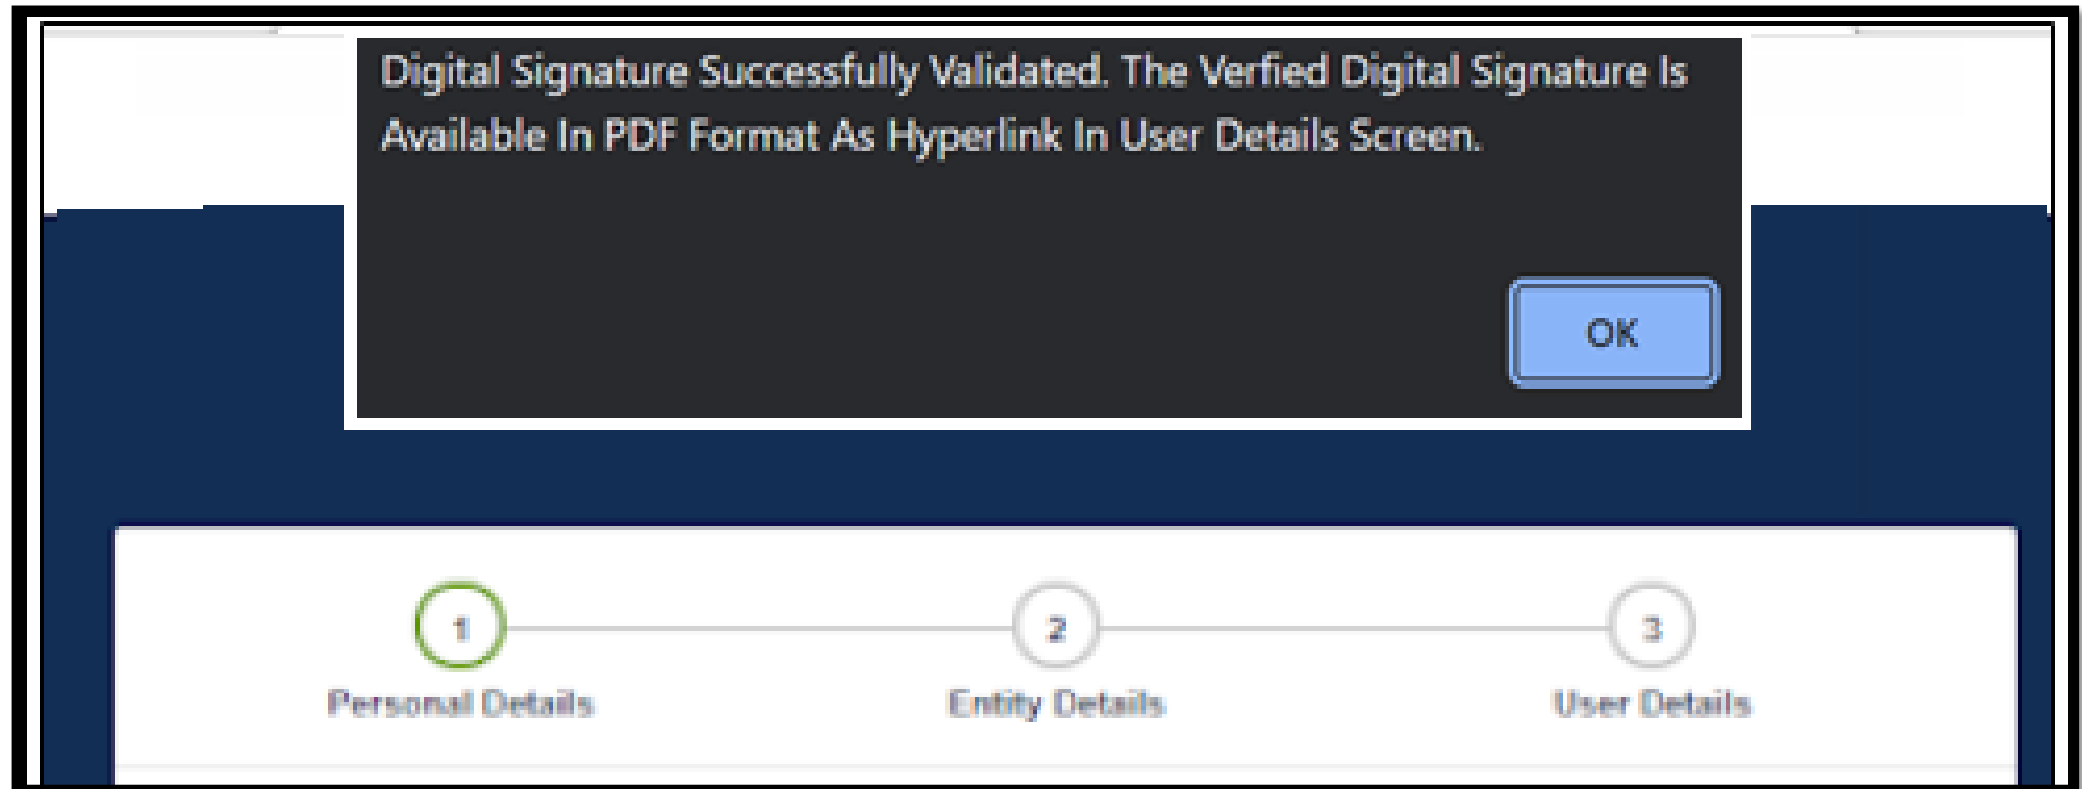 Digital Signature Successfully Validated. The Verfied Digital Signature Is
Available In PDF Format As Hyperlink In User Details Screen.
OK
1
2
3
Personal Details
Entity Details
User Details